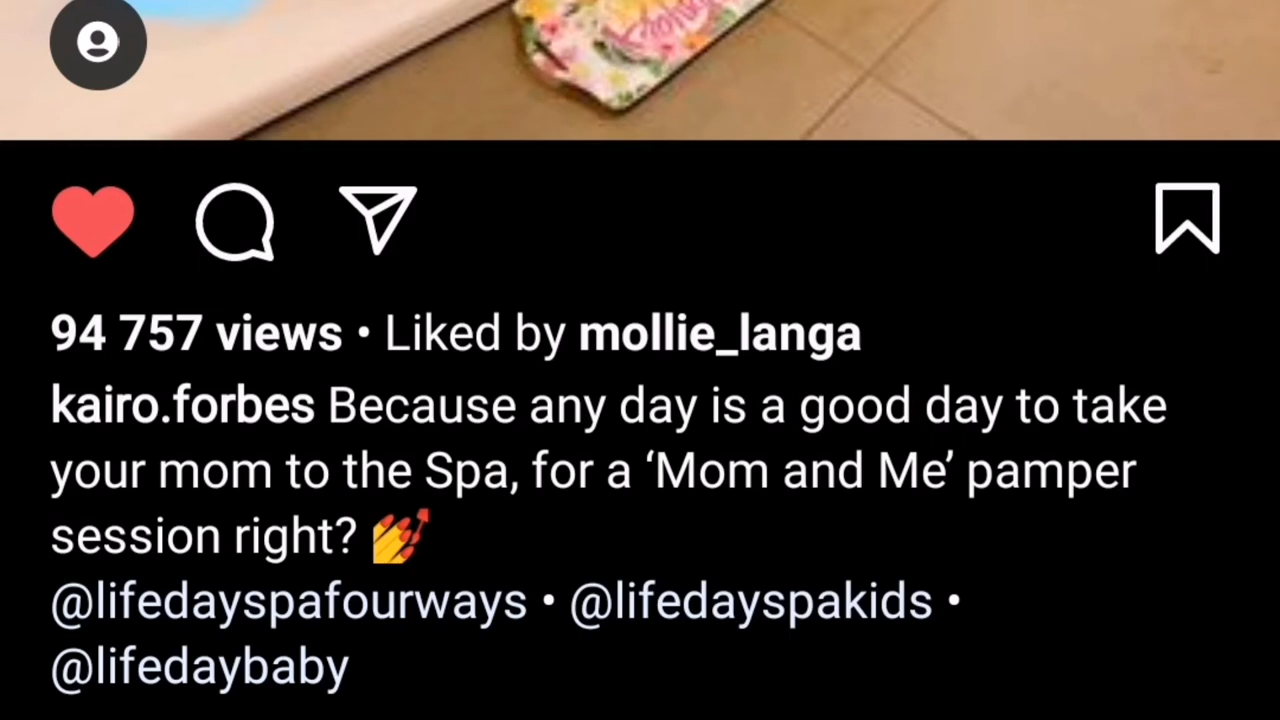 94 757 views • Liked by mollie_langa
kairo.forbes Because any day is a good day to take
your mom to the Spa, for a ‘Mom and Me’ pamper
session right? 💅
@lifedayspafourways • @lifedayspakids •
@lifedaybaby